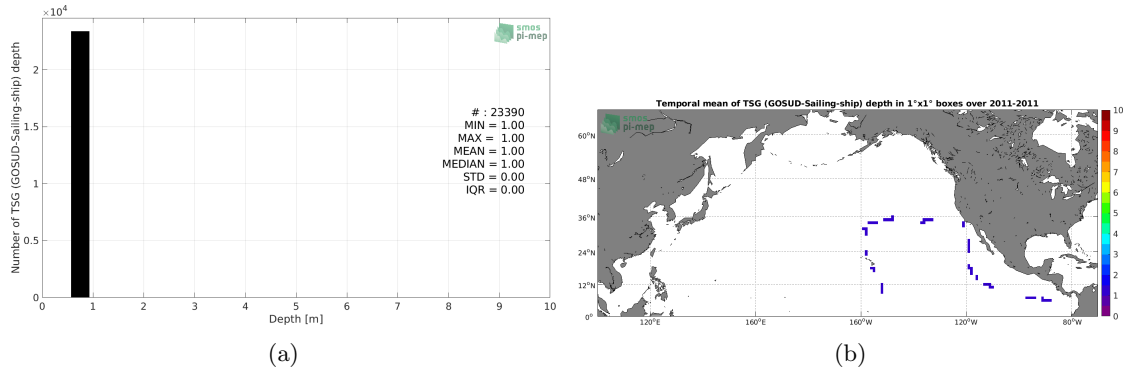 ×10⁴
2
1.5
1
0.5
0
Number of TSG (GOSUD-Sailing-ship) depth
smos
pi-mep
# : 23390
MIN = 1.00
MAX = 1.00
MEAN = 1.00
MEDIAN = 1.00
STD = 0.00
IQR = 0.00
0 1 2 3 4 5 6 7 8 9 10
Depth [m]
(a)
Temporal mean of TSG (GOSUD-Sailing-ship) depth in 1°x1° boxes over 2011-2011
smos
pi-mep
60°N
48°N
36°N
24°N
12°N
0°
120°E 160°E 160°W 120°W 80°W
10
9
8
7
6
5
4
3
2
1
0
(b)